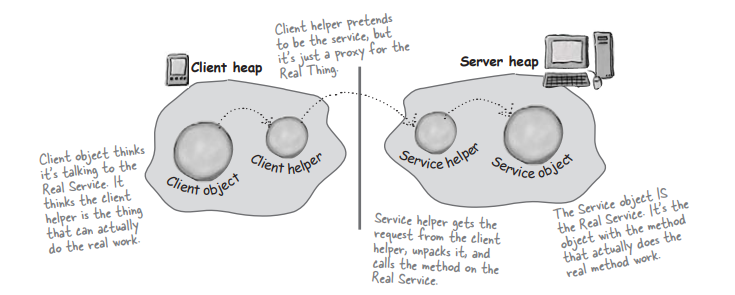 Client helper pretends
to be the service, but
it's just a proxy for the
Real Thing.
Client heap
Server heap
Client object
Client helper
Service helper
Service object
Client object thinks
it's talking to the
Real Service. It
thinks the client
helper is the thing
that can actually
do the real work.
Service helper gets the
request from the client
helper, unpacks it, and
calls the method on the
Real Service.
The Service object IS
the Real Service. It's the
object with the method
that actually does the
real method work.